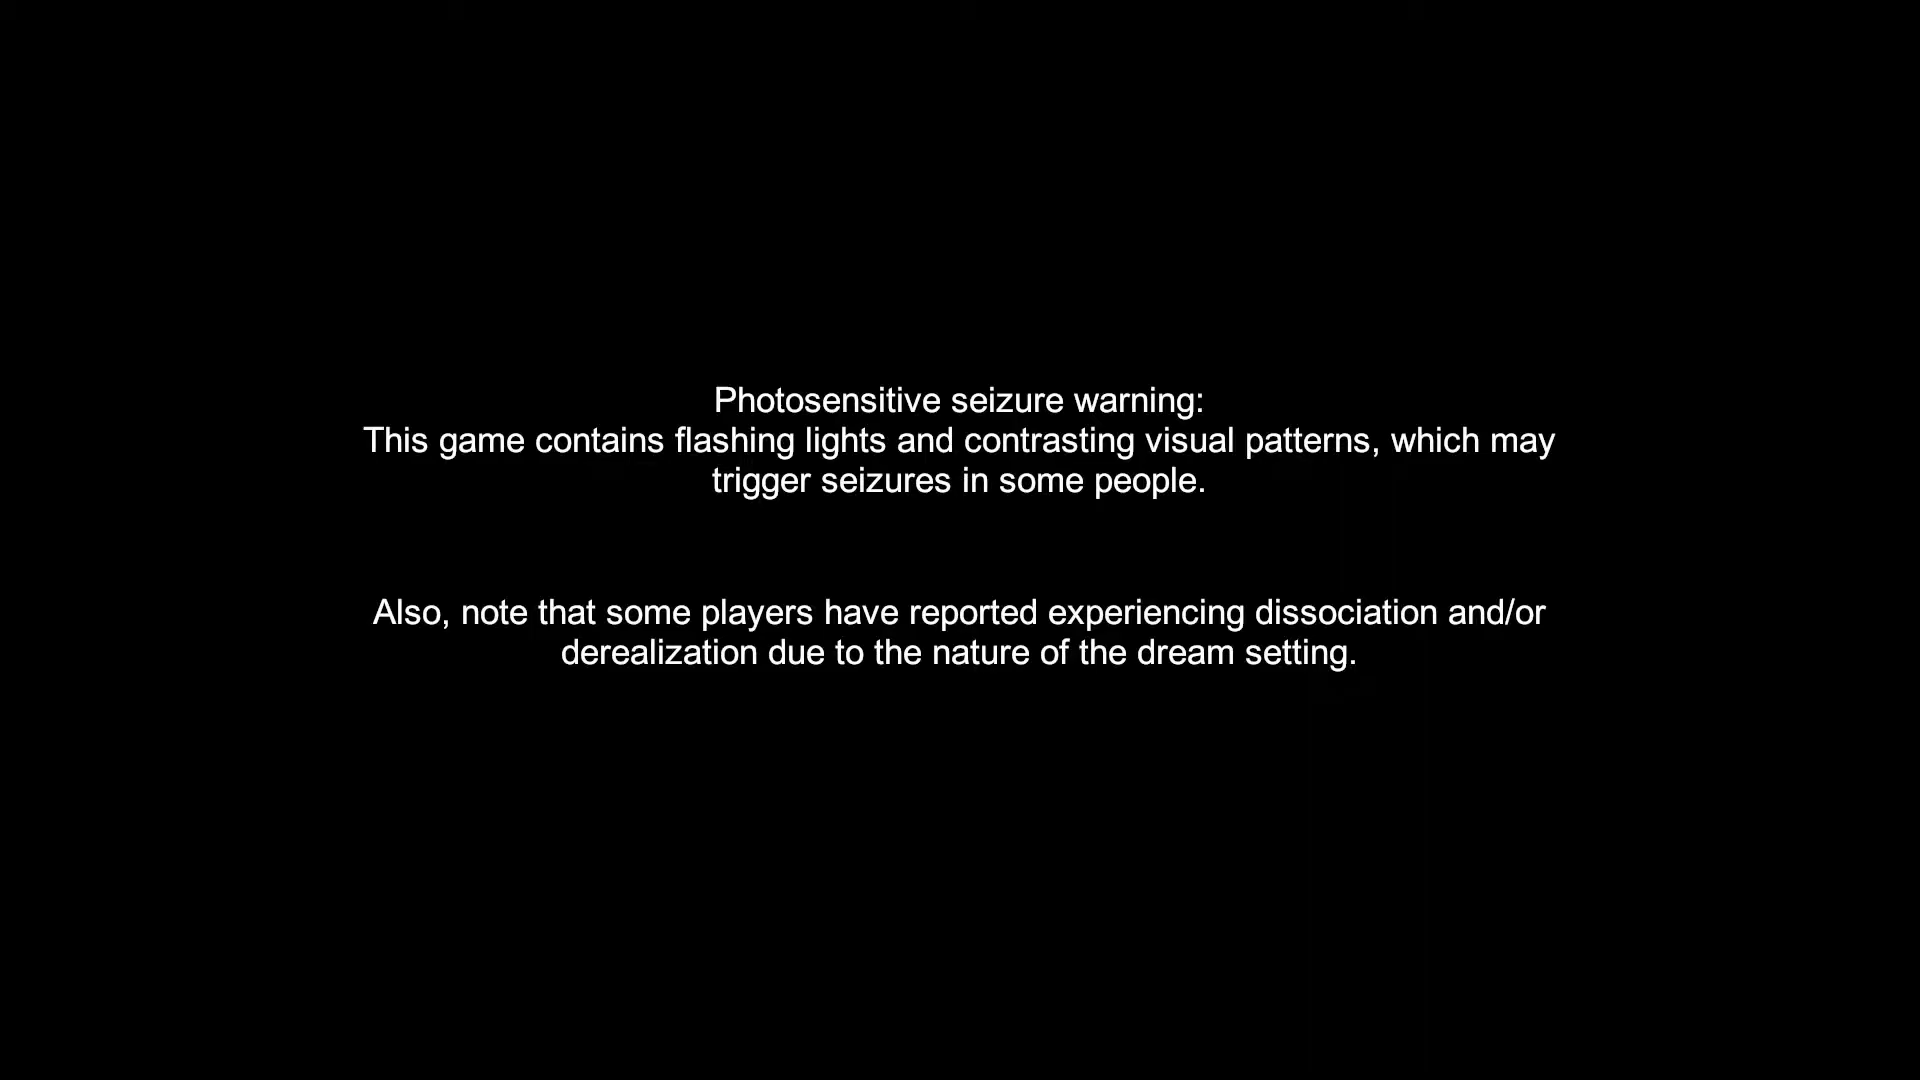 Photosensitive seizure warning:
This game contains flashing lights and contrasting visual patterns, which may
trigger seizures in some people.
Also, note that some players have reported experiencing dissociation and/or
derealization due to the nature of the dream setting.